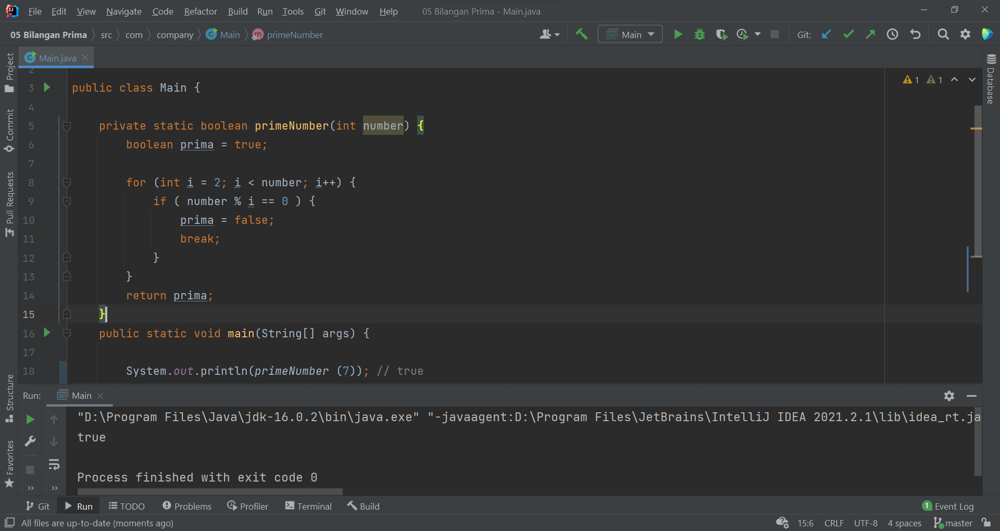 File Edit View Navigate Code Refactor Build Run Tools Git Window Help 05 Bilangan Prima - Main.java
05 Bilangan Prima src com company Main primeNumber
Main
Git:
Main.java
Project
Commit
Pull Requests
Structure
Favorites
Database
1 1
2
3 public class Main {
4
5 private static boolean primeNumber(int number) {
6 boolean prima = true;
7
8 for (int i = 2; i < number; i++) {
9 if ( number % i == 0 ) {
10 prima = false;
11 break;
12 }
13 }
14 return prima;
15 }
16 public static void main(String[] args) {
17
18 System.out.println(primeNumber (7)); // true
Run: Main
"D:\Program Files\Java\jdk-16.0.2\bin\java.exe" "-javaagent:D:\Program Files\JetBrains\IntelliJ IDEA 2021.2.1\lib\idea_rt.ja
true
Process finished with exit code 0
Git Run TODO Problems Profiler Terminal Build 1 Event Log
All files are up-to-date (moments ago) 15:6 CRLF UTF-8 4 spaces master